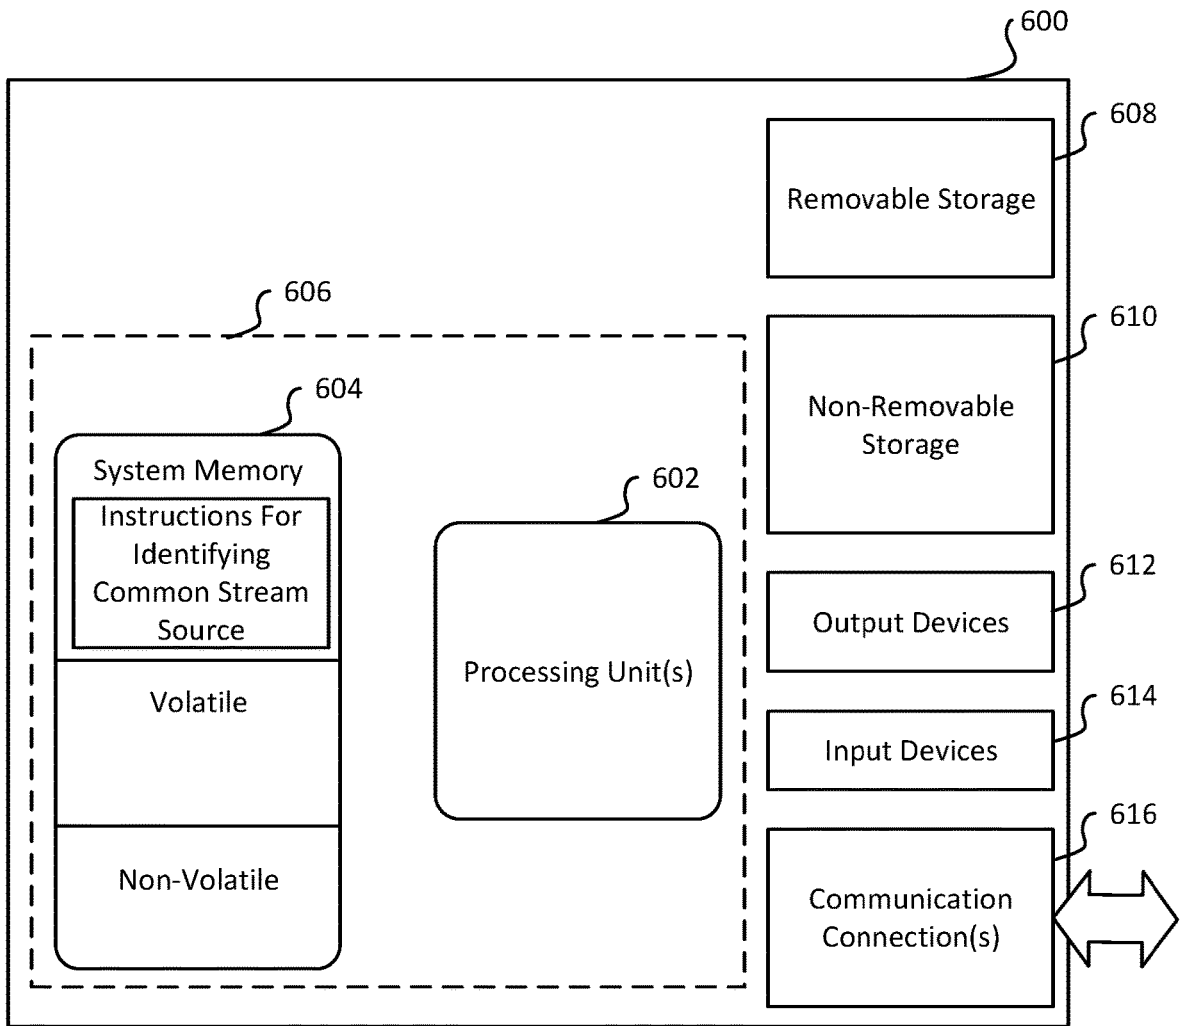 600
608
Removable Storage
606
610
Non-Removable
Storage
604
System Memory
Instructions For
Identifying
Common Stream
Source
Volatile
Non-Volatile
602
Processing Unit(s)
612
Output Devices
614
Input Devices
616
Communication
Connection(s)